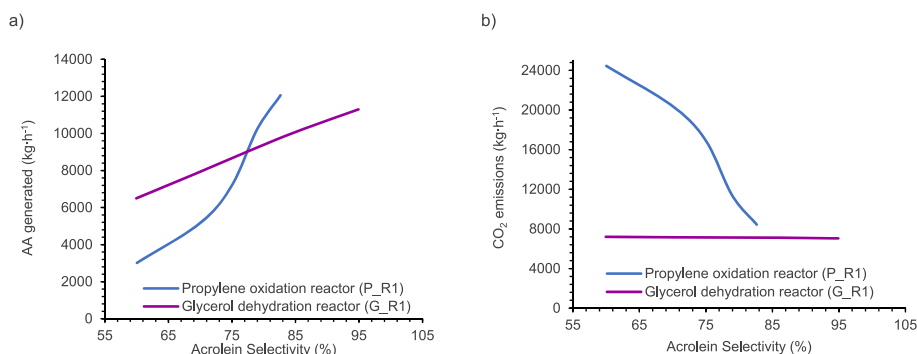 a)
14000
12000
10000
8000
6000
4000
2000
0
AA generated (kg·h⁻¹)
Propylene oxidation reactor (P_R1)
Glycerol dehydration reactor (G_R1)
55 65 75 85 95 105
Acrolein Selectivity (%)
b)
24000
20000
16000
12000
8000
4000
0
CO₂ emissions (kg·h⁻¹)
Propylene oxidation reactor (P_R1)
Glycerol dehydration reactor (G_R1)
55 65 75 85 95 105
Acrolein Selectivity (%)